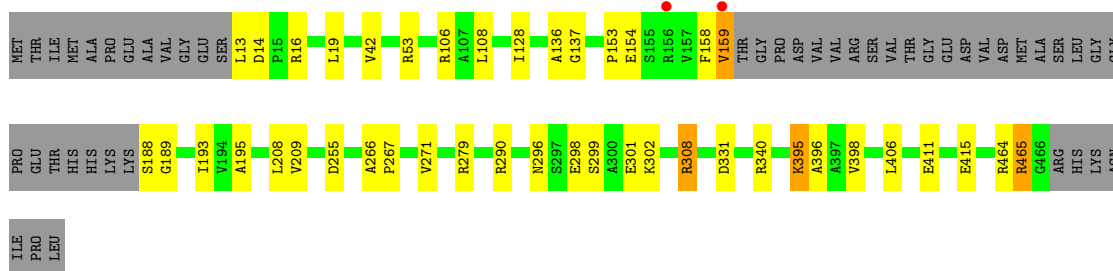 MET THR ILE MET ALA PRO GLU ALA VAL GLY GLU SER L13 D14 P15 R16 L19 V42 R53 R106 A107 L108 I128 A136 G137 P153 E154 S155 R156 V157 F158 V159 THR GLY PRO ASP VAL VAL ARG SER VAL THR GLY GLU ASP VAL ASP MET ALA SER LEU GLY GLY
PRO GLU THR HIS HIS LYS LYS S188 G189 I193 V194 A195 L208 V209 D255 A266 P267 V271 R279 R290 N296 S297 E298 S299 A300 E301 K302 R308 D331 R340 K395 A396 A397 V398 L406 E411 E415 R464 R465 G466 ARG HIS LYS ASN
ILE PRO LEU